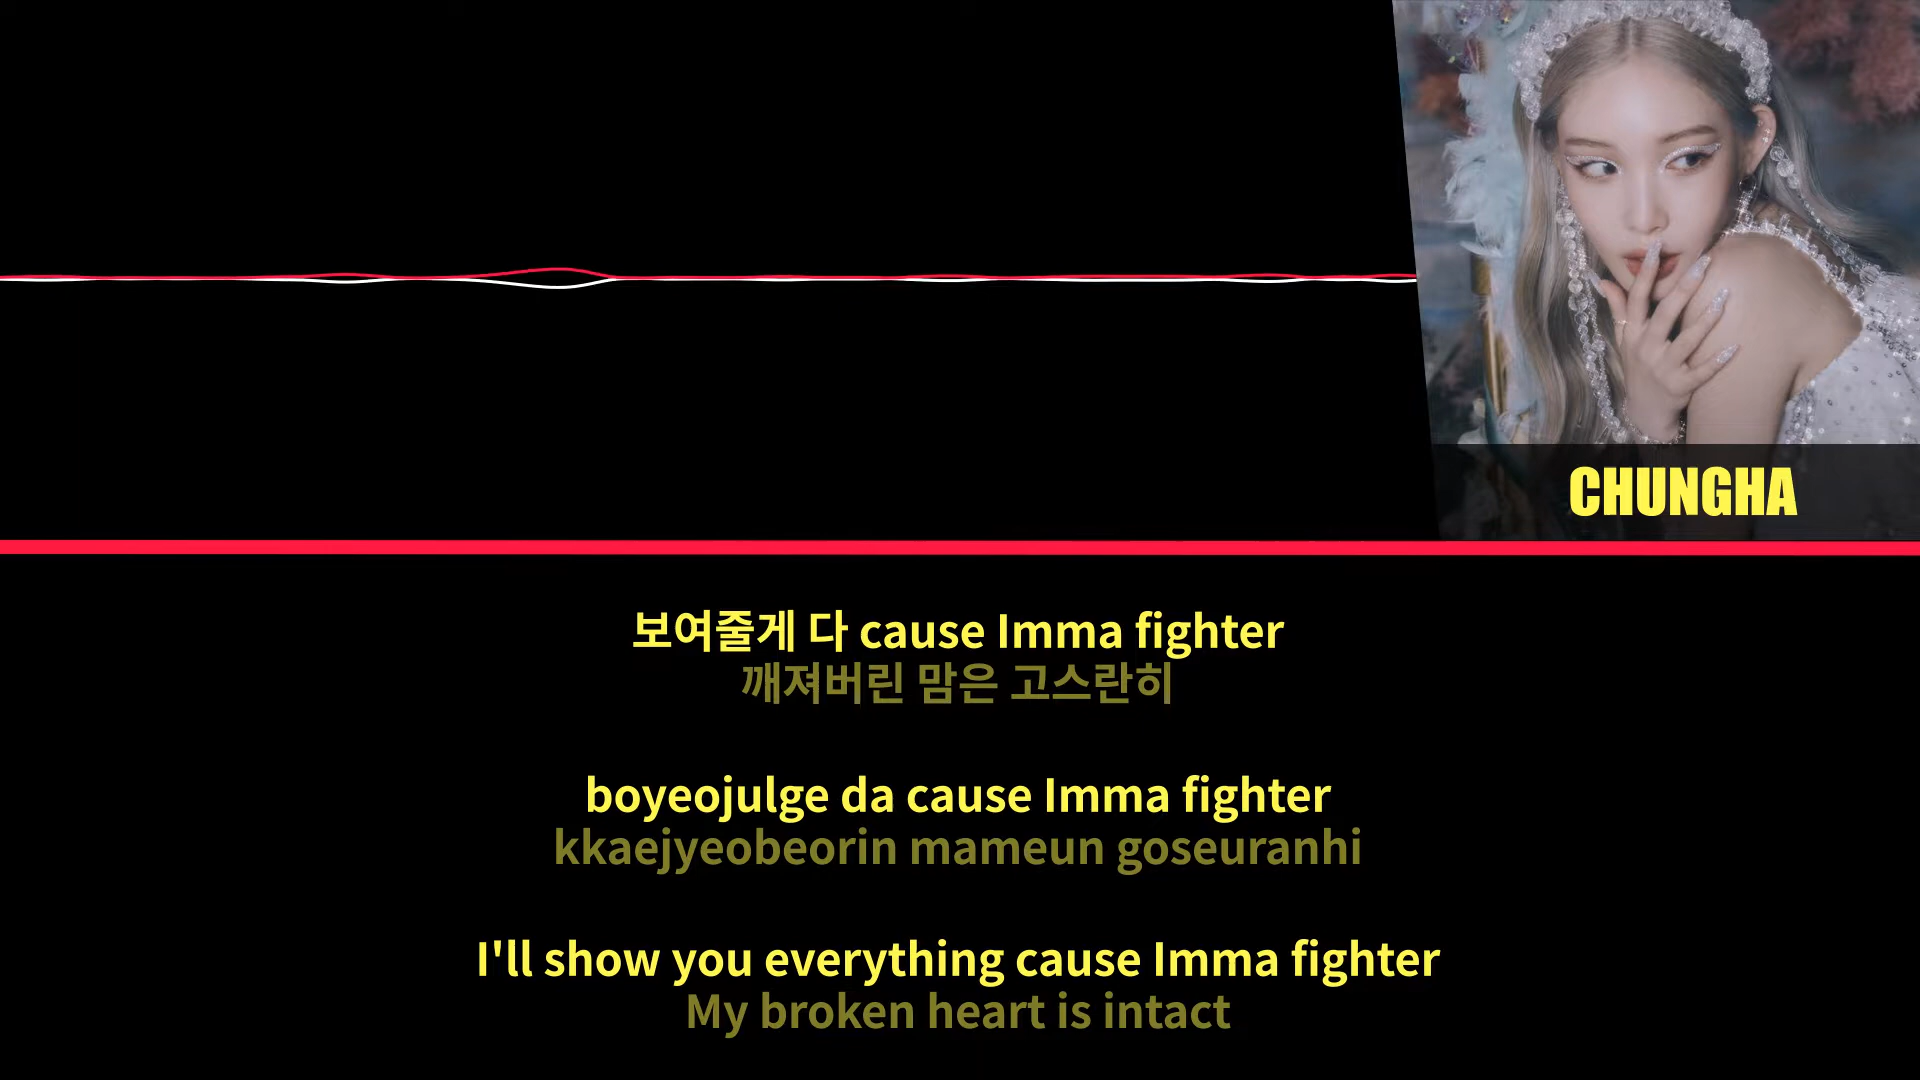 CHUNGHA
보여줄게 다 cause Imma fighter
깨져버린 맘은 고스란히
boyeojulge da cause Imma fighter
kkaejyeobeorin mameun goseuranhi
I'll show you everything cause Imma fighter
My broken heart is intact